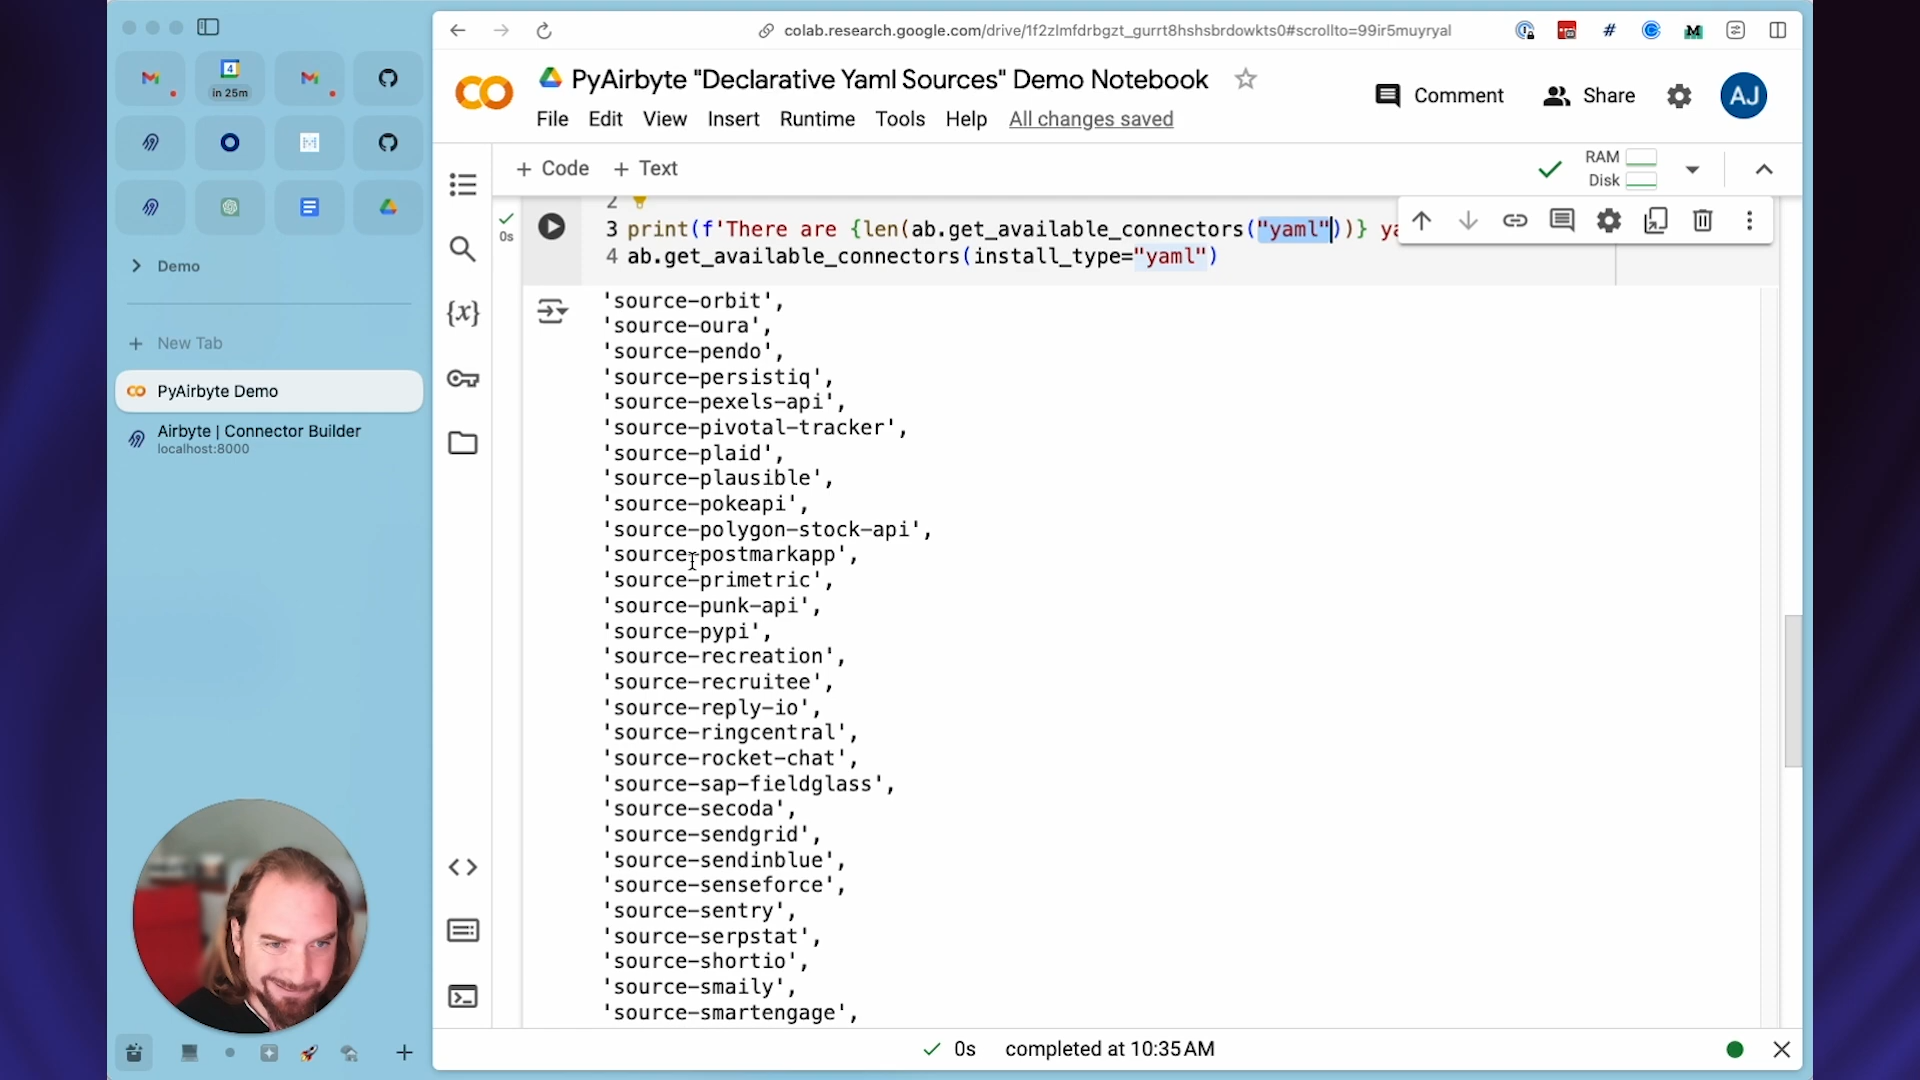 in 25m
Demo
New Tab
PyAirbyte Demo
Airbyte | Connector Builder
localhost:8000
colab.research.google.com/drive/1f2zlmfdrbgzt_gurrt8hshsbrdowkts0#scrollto=99ir5muyryal
PyAirbyte "Declarative Yaml Sources" Demo Notebook
Comment
Share
AJ
File Edit View Insert Runtime Tools Help All changes saved
+ Code + Text
RAM
Disk
2
0s
3 print(f'There are {len(ab.get_available_connectors("yaml"))} ya
4 ab.get_available_connectors(install_type="yaml")
'source-orbit',
'source-oura',
'source-pendo',
'source-persistiq',
'source-pexels-api',
'source-pivotal-tracker',
'source-plaid',
'source-plausible',
'source-pokeapi',
'source-polygon-stock-api',
'source-postmarkapp',
'source-primetric',
'source-punk-api',
'source-pypi',
'source-recreation',
'source-recruitee',
'source-reply-io',
'source-ringcentral',
'source-rocket-chat',
'source-sap-fieldglass',
'source-secoda',
'source-sendgrid',
'source-sendinblue',
'source-senseforce',
'source-sentry',
'source-serpstat',
'source-shortio',
'source-smaily',
'source-smartengage',
0s completed at 10:35 AM